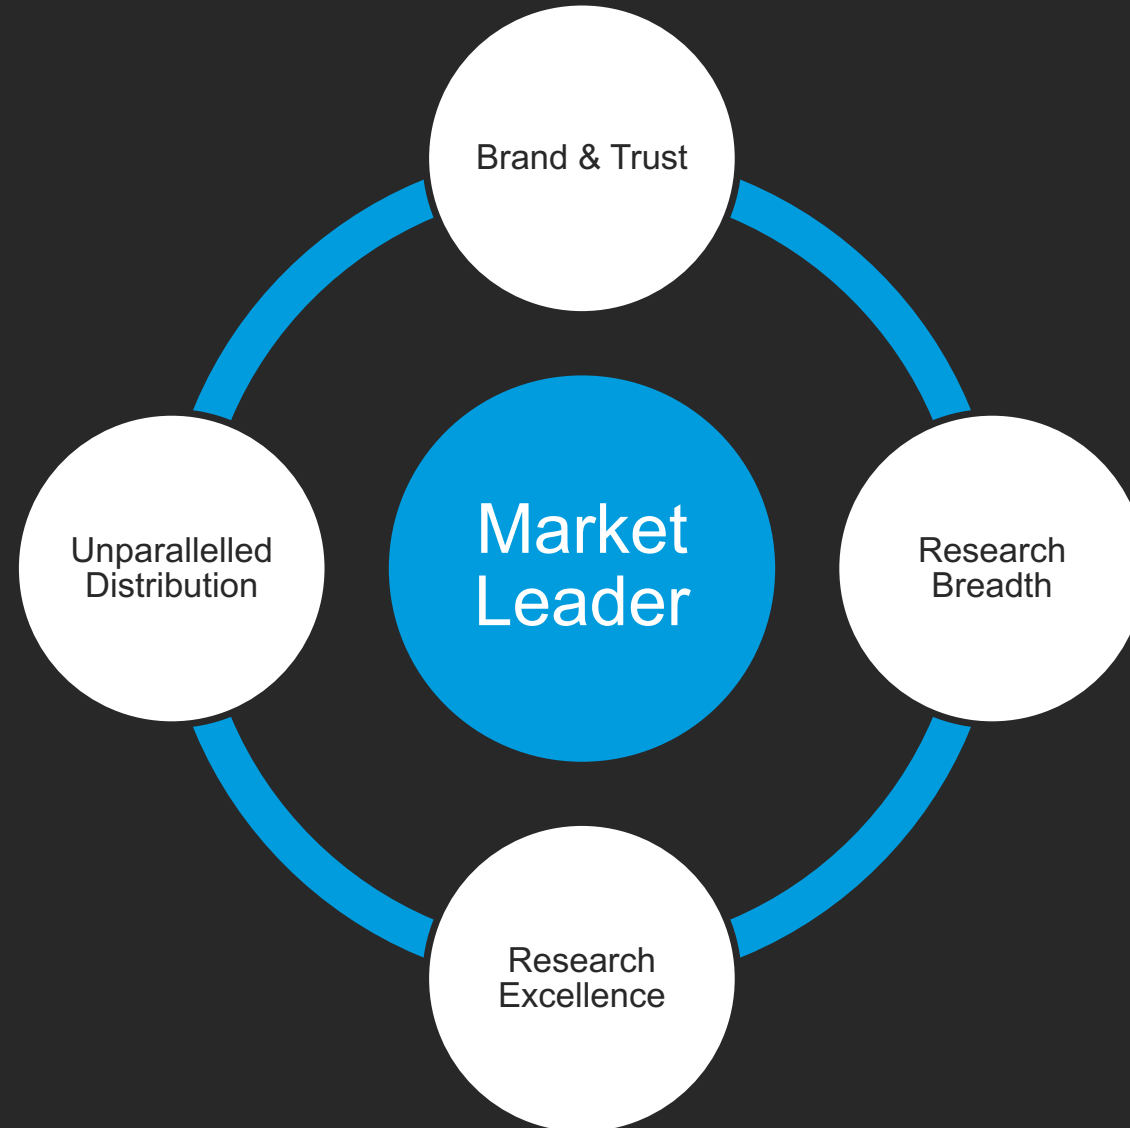 Brand & Trust
Unparallelled
Distribution
Market
Leader
Research
Breadth
Research
Excellence